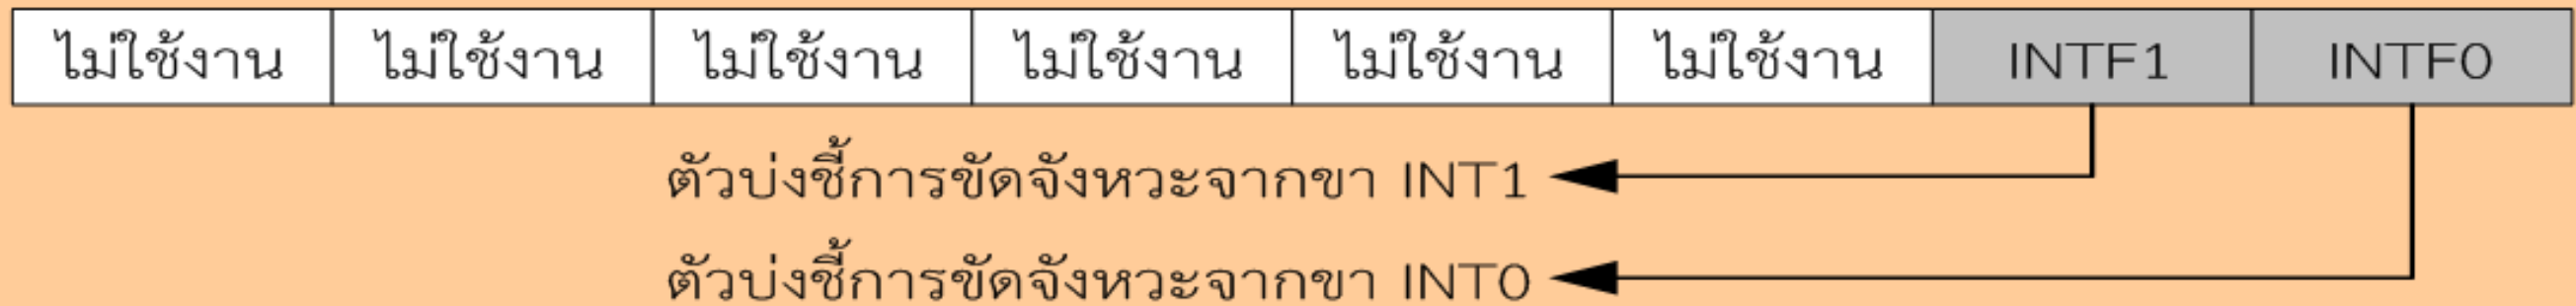 ไม่ใช้งาน ไม่ใช้งาน ไม่ใช้งาน ไม่ใช้งาน ไม่ใช้งาน ไม่ใช้งาน INTF1 INTF0
ตัวบ่งชี้การขัดจังหวะจากขา INT1
ตัวบ่งชี้การขัดจังหวะจากขา INT0